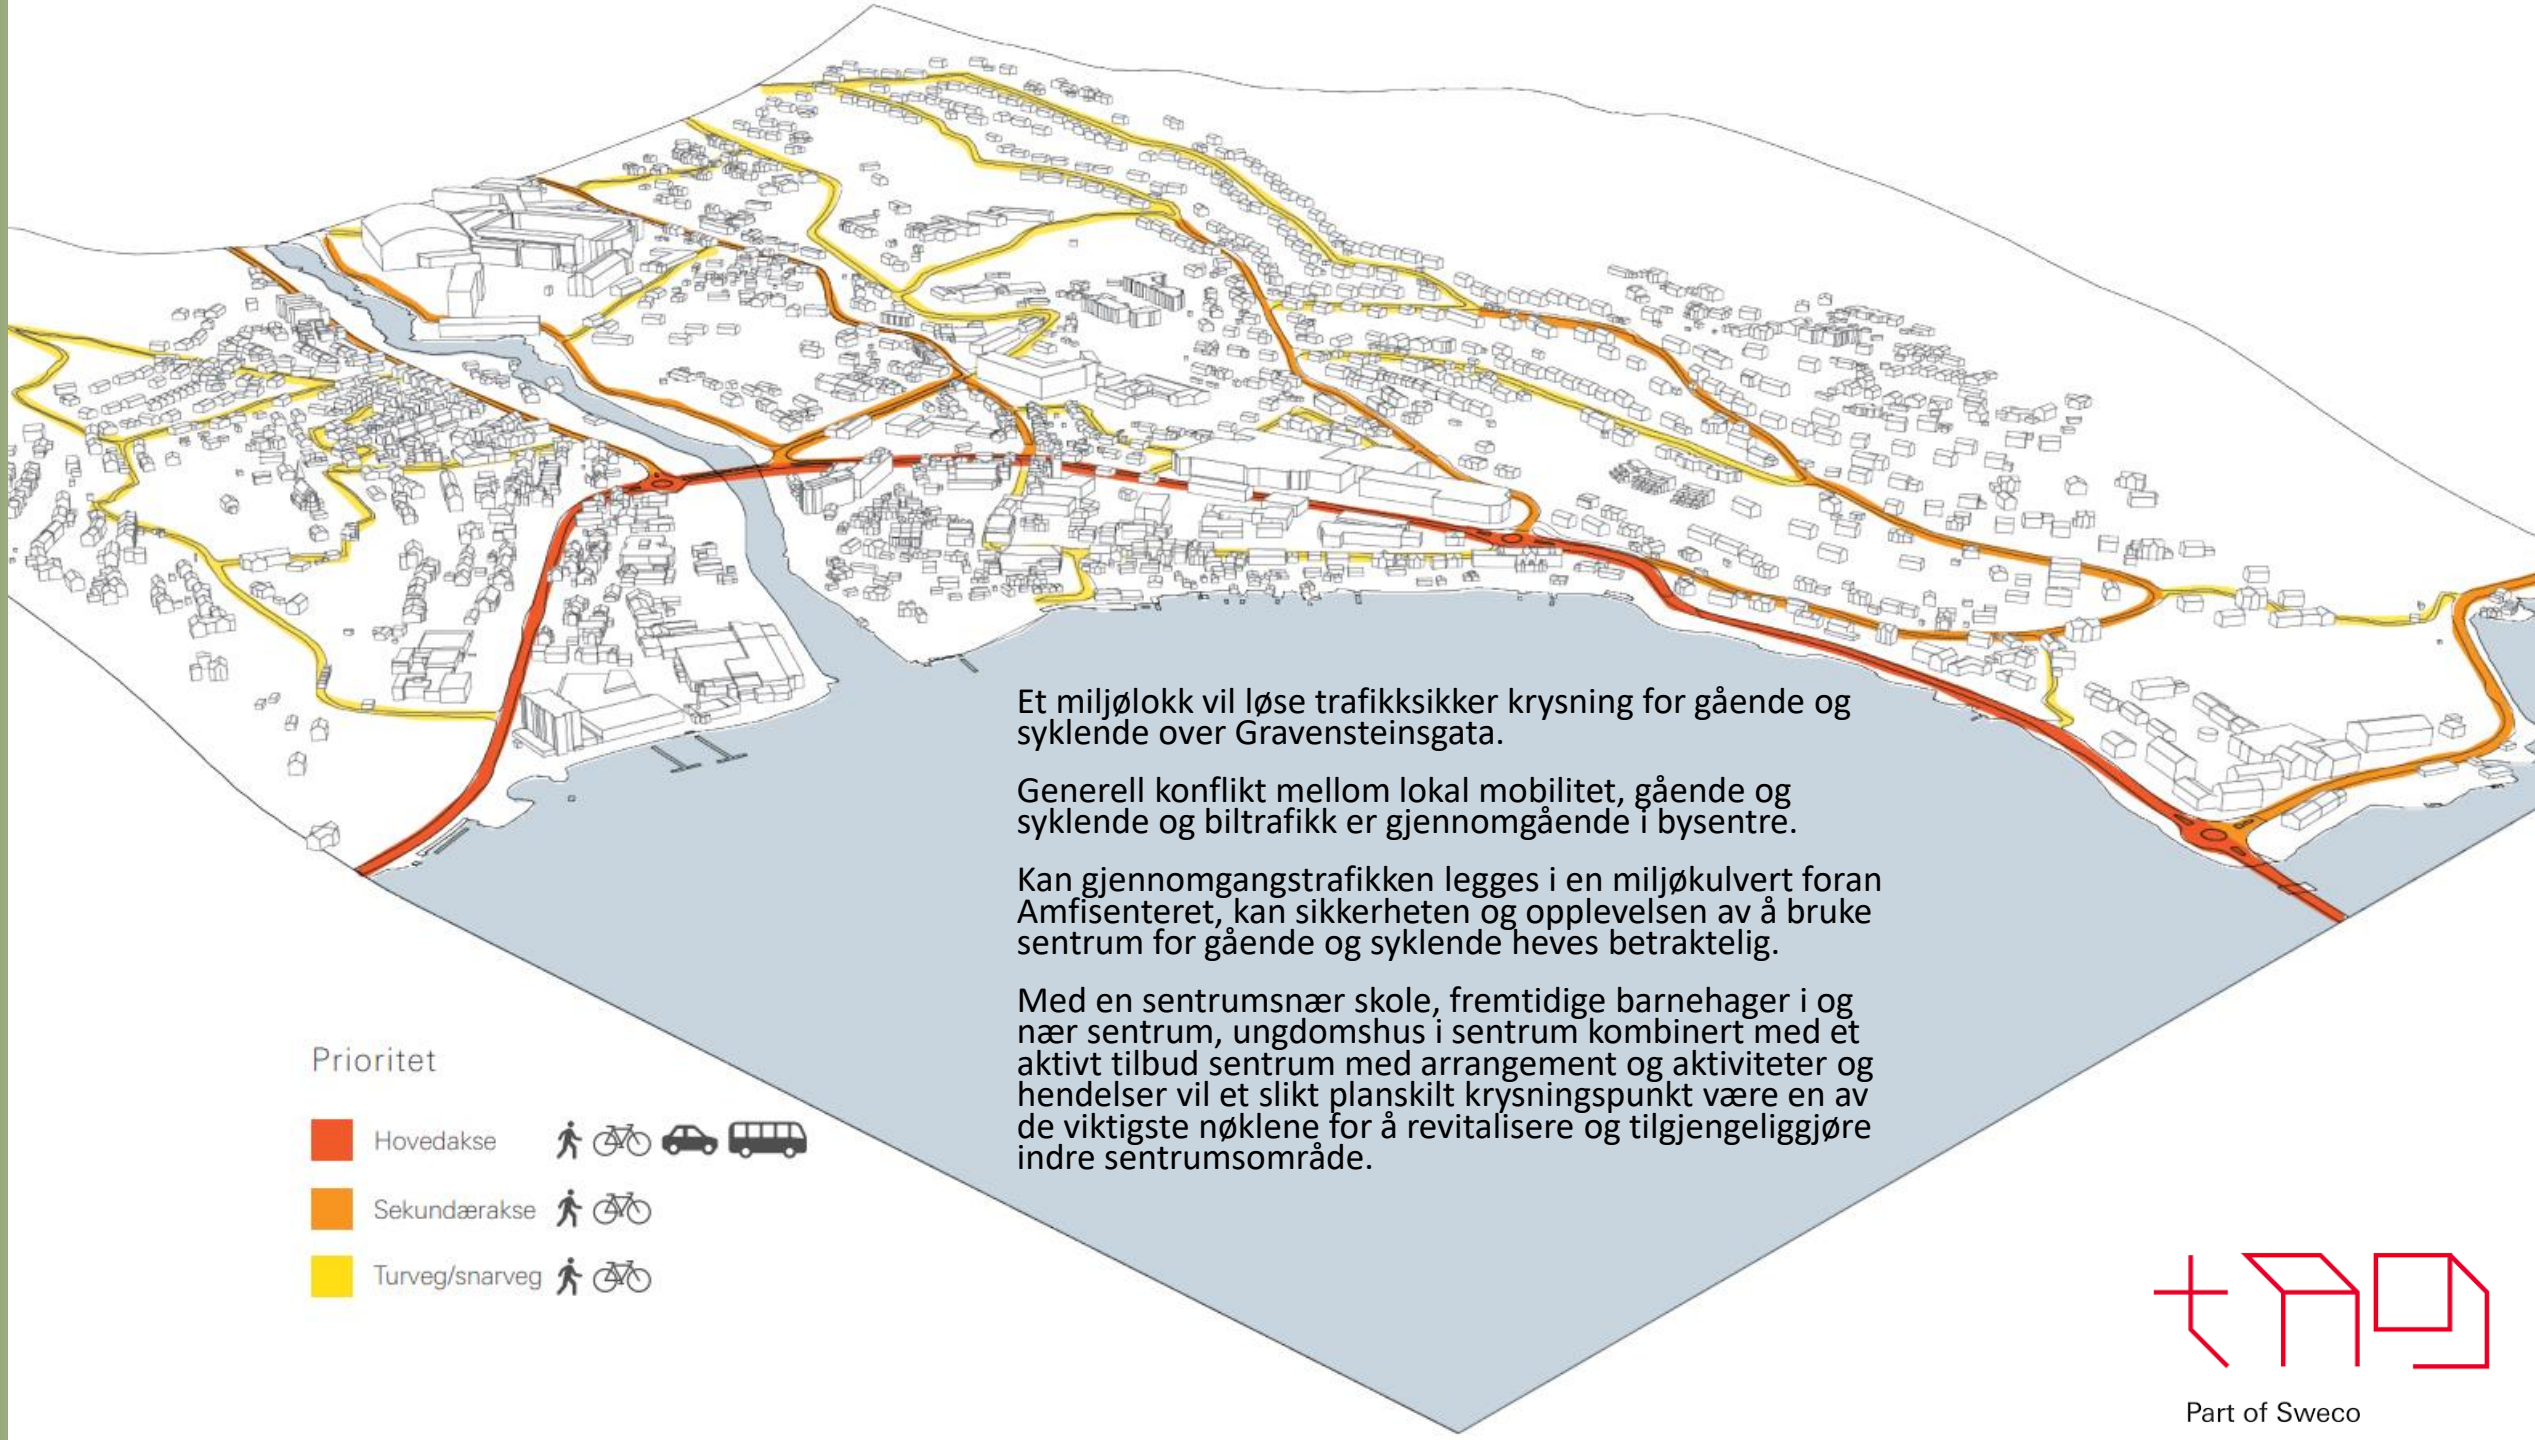 Et miljølokk vil løse trafikksikker krysning for gående og
syklende over Gravensteinsgata.
Generell konflikt mellom lokal mobilitet, gående og
syklende og biltrafikk er gjennomgående i bysentre.
Kan gjennomgangstrafikken legges i en miljøkulvert foran
Amfisenteret, kan sikkerheten og opplevelsen av å bruke
sentrum for gående og syklende heves betraktelig.
Med en sentrumsnær skole, fremtidige barnehager i og
nær sentrum, ungdomshus i sentrum kombinert med et
aktivt tilbud sentrum med arrangement og aktiviteter og
hendelser vil et slikt planskilt krysningspunkt være en av
de viktigste nøklene for å revitalisere og tilgjengeliggjøre
indre sentrumsområde.
Prioritet
Hovedakse
Sekundærakse
Turveg/snarveg
tag
Part of Sweco